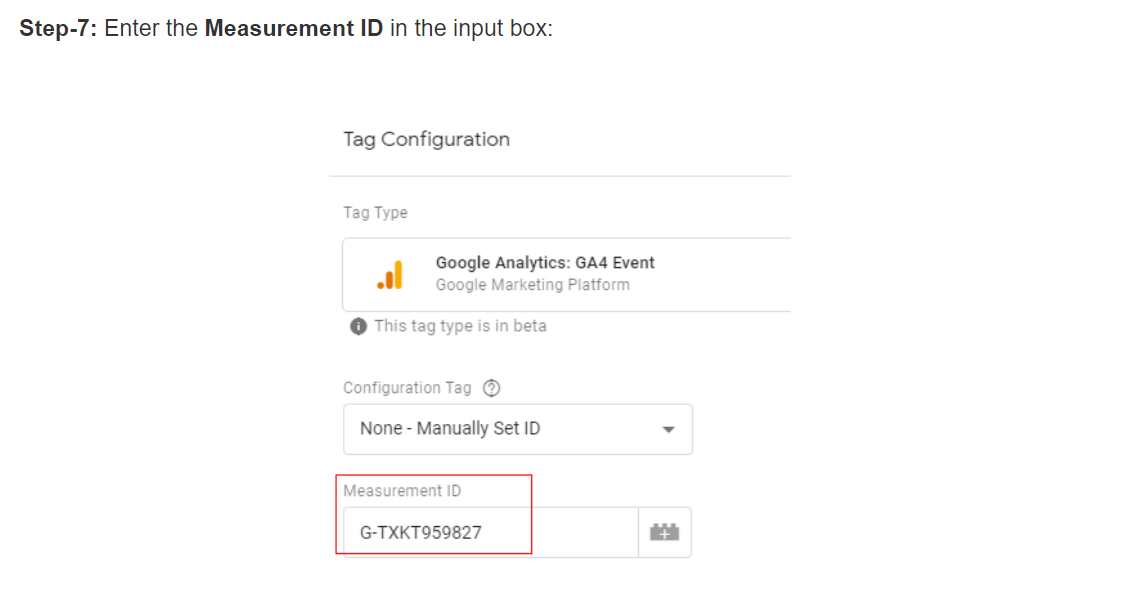 Step-7: Enter the Measurement ID in the input box:
Tag Configuration
Tag Type
Google Analytics: GA4 Event
Google Marketing Platform
This tag type is in beta
Configuration Tag
None - Manually Set ID
Measurement ID
G-TXKT959827